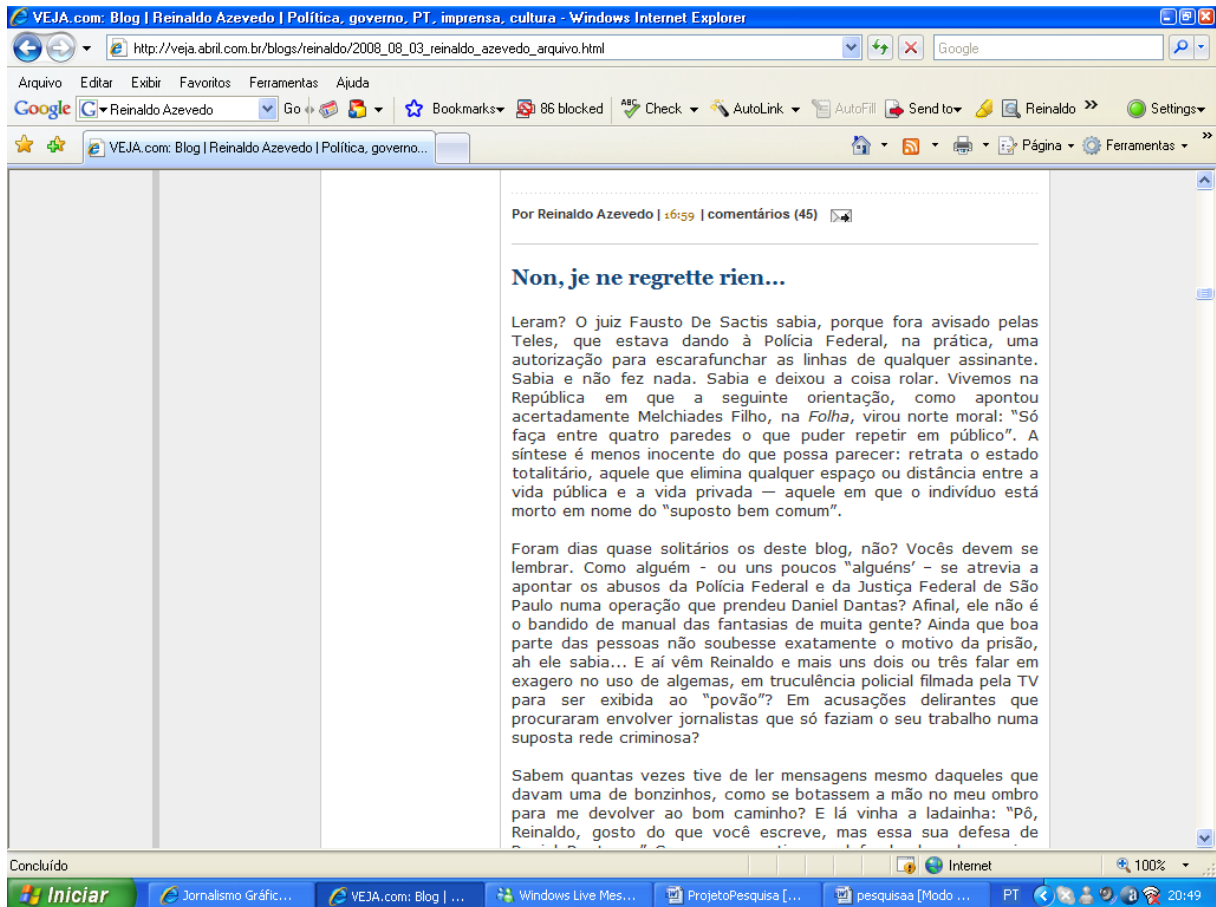 VEJA.com: Blog | Reinaldo Azevedo | Política, governo, PT, imprensa, cultura - Windows Internet Explorer
http://veja.abril.com.br/blogs/reinaldo/2008_08_03_reinaldo_azevedo_arquivo.html
Google
Arquivo Editar Exibir Favoritos Ferramentas Ajuda
Google G Reinaldo Azevedo Go Bookmarks 86 blocked ABC Check AutoLink AutoFill Send to Reinaldo >> Settings
VEJA.com: Blog | Reinaldo Azevedo | Política, governo... Página Ferramentas >>
Por Reinaldo Azevedo | 16:59 | comentários (45)
Non, je ne regrette rien...
Leram? O juiz Fausto De Sactis sabia, porque fora avisado pelas
Teles, que estava dando à Polícia Federal, na prática, uma
autorização para escarafunchar as linhas de qualquer assinante.
Sabia e não fez nada. Sabia e deixou a coisa rolar. Vivemos na
República em que a seguinte orientação, como apontou
acertadamente Melchiades Filho, na Folha, virou norte moral: “Só
faça entre quatro paredes o que puder repetir em público”. A
síntese é menos inocente do que possa parecer: retrata o estado
totalitário, aquele que elimina qualquer espaço ou distância entre a
vida pública e a vida privada — aquele em que o indivíduo está
morto em nome do “suposto bem comum”.
Foram dias quase solitários os deste blog, não? Vocês devem se
lembrar. Como alguém - ou uns poucos “alguéns’ – se atrevia a
apontar os abusos da Polícia Federal e da Justiça Federal de São
Paulo numa operação que prendeu Daniel Dantas? Afinal, ele não é
o bandido de manual das fantasias de muita gente? Ainda que boa
parte das pessoas não soubesse exatamente o motivo da prisão,
ah ele sabia... E aí vêm Reinaldo e mais uns dois ou três falar em
exagero no uso de algemas, em truculência policial filmada pela TV
para ser exibida ao “povão”? Em acusações delirantes que
procuraram envolver jornalistas que só faziam o seu trabalho numa
suposta rede criminosa?
Sabem quantas vezes tive de ler mensagens mesmo daqueles que
davam uma de bonzinhos, como se botassem a mão no meu ombro
para me devolver ao bom caminho? E lá vinha a ladainha: “Pô,
Reinaldo, gosto do que você escreve, mas essa sua defesa de
Concluído Internet 100%
Iniciar Jornalismo Gráfic... VEJA.com: Blog | ... Windows Live Mes... ProjetoPesquisa [... pesquisaa [Modo ... PT 20:49